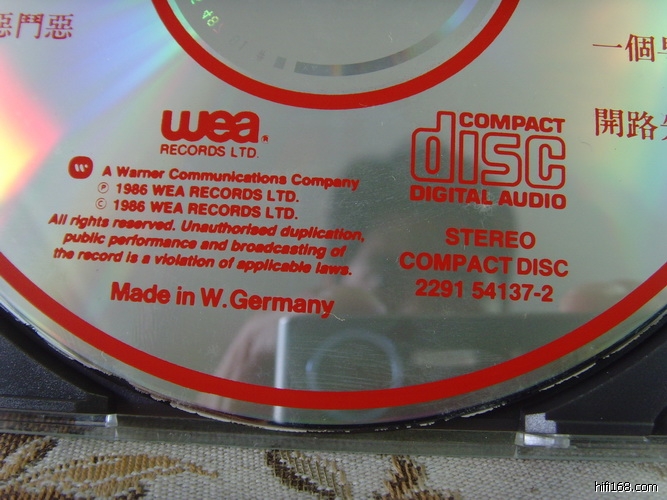 惡鬥惡
一個
開路
wea
RECORDS LTD.
A Warner Communications Company
Ⓟ 1986 WEA RECORDS LTD.
© 1986 WEA RECORDS LTD.
All rights reserved. Unauthorised duplication,
public performance and broadcasting of
the record is a violation of applicable laws.
Made in W.Germany
COMPACT
disc
DIGITAL AUDIO
STEREO
COMPACT DISC
2291 54137-2
hifi168.com